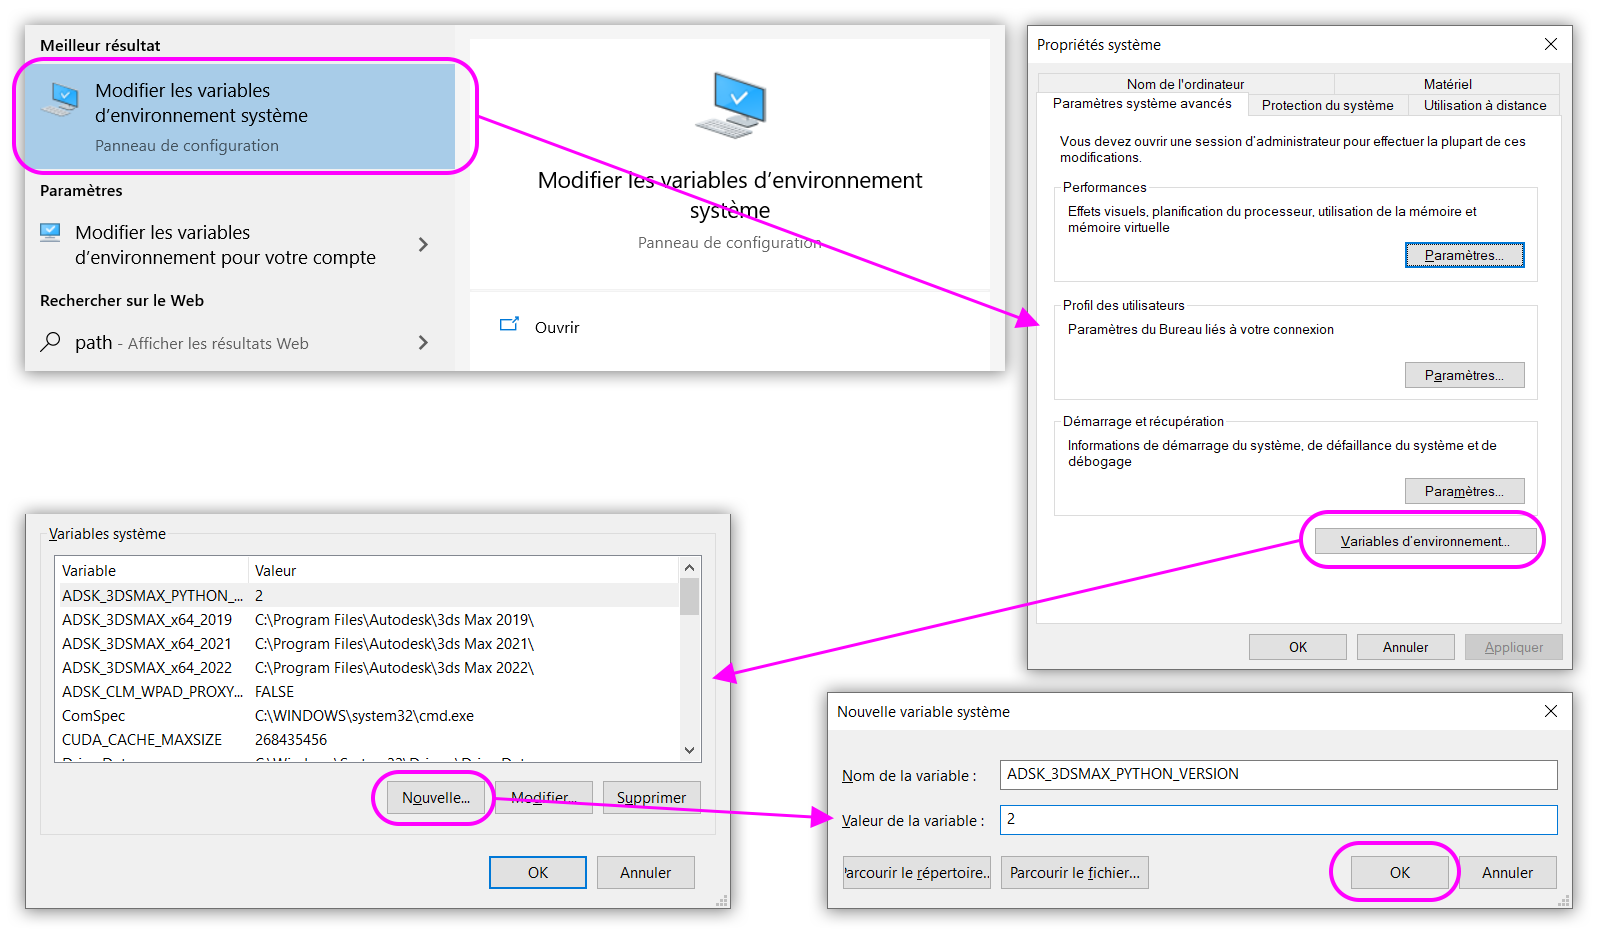 Meilleur résultat
Modifier les variables
d'environnement système
Panneau de configuration
Paramètres
Modifier les variables
d'environnement pour votre compte
Rechercher sur le Web
path - Afficher les résultats Web
Modifier les variables d'environnement
système
Panneau de configuration
Ouvrir
Propriétés système
Nom de l'ordinateur
Matériel
Paramètres système avancés
Protection du système
Utilisation à distance
Vous devez ouvrir une session d'administrateur pour effectuer la plupart de ces
modifications.
Performances
Effets visuels, planification du processeur, utilisation de la mémoire et
mémoire virtuelle
Paramètres...
Profil des utilisateurs
Paramètres du Bureau liés à votre connexion
Paramètres...
Démarrage et récupération
Informations de démarrage du système, de défaillance du système et de
débogage
Paramètres...
Variables d'environnement...
OK
Annuler
Appliquer
Variables système
Variable Valeur
ADSK_3DSMAX_PYTHON_... 2
ADSK_3DSMAX_x64_2019 C:\Program Files\Autodesk\3ds Max 2019\
ADSK_3DSMAX_x64_2021 C:\Program Files\Autodesk\3ds Max 2021\
ADSK_3DSMAX_x64_2022 C:\Program Files\Autodesk\3ds Max 2022\
ADSK_CLM_WPAD_PROXY... FALSE
ComSpec C:\WINDOWS\system32\cmd.exe
CUDA_CACHE_MAXSIZE 268435456
Nouvelle...
Modifier...
Supprimer
OK
Annuler
Nouvelle variable système
Nom de la variable : ADSK_3DSMAX_PYTHON_VERSION
Valeur de la variable : 2
Parcourir le répertoire...
Parcourir le fichier...
OK
Annuler